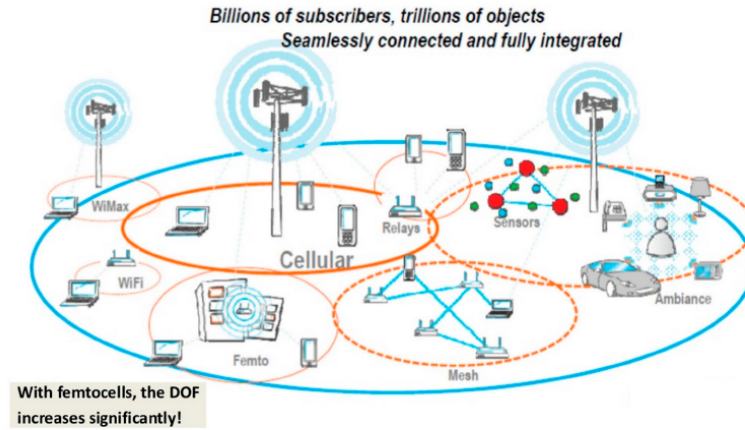 Billions of subscribers, trillions of objects
Seamlessly connected and fully integrated
WiMax
Cellular
Relays
Sensors
WiFi
Ambiance
Femto
Mesh
With femtocells, the DOF
increases significantly!